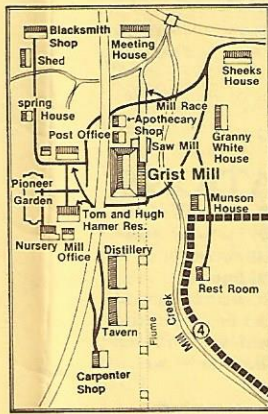 Blacksmith
Shop
Meeting
House
Shed
Sheeks
House
spring
House
Mill Race
Apothecary
Shop
Post Office
Saw Mill
Granny
White
House
Grist Mill
Pioneer
Garden
Munson
House
Tom and Hugh
Hamer Res.
Nursery
Mill
Office
Distillery
Rest Room
Mill Creek
4
Flume
Tavern
Carpenter
Shop